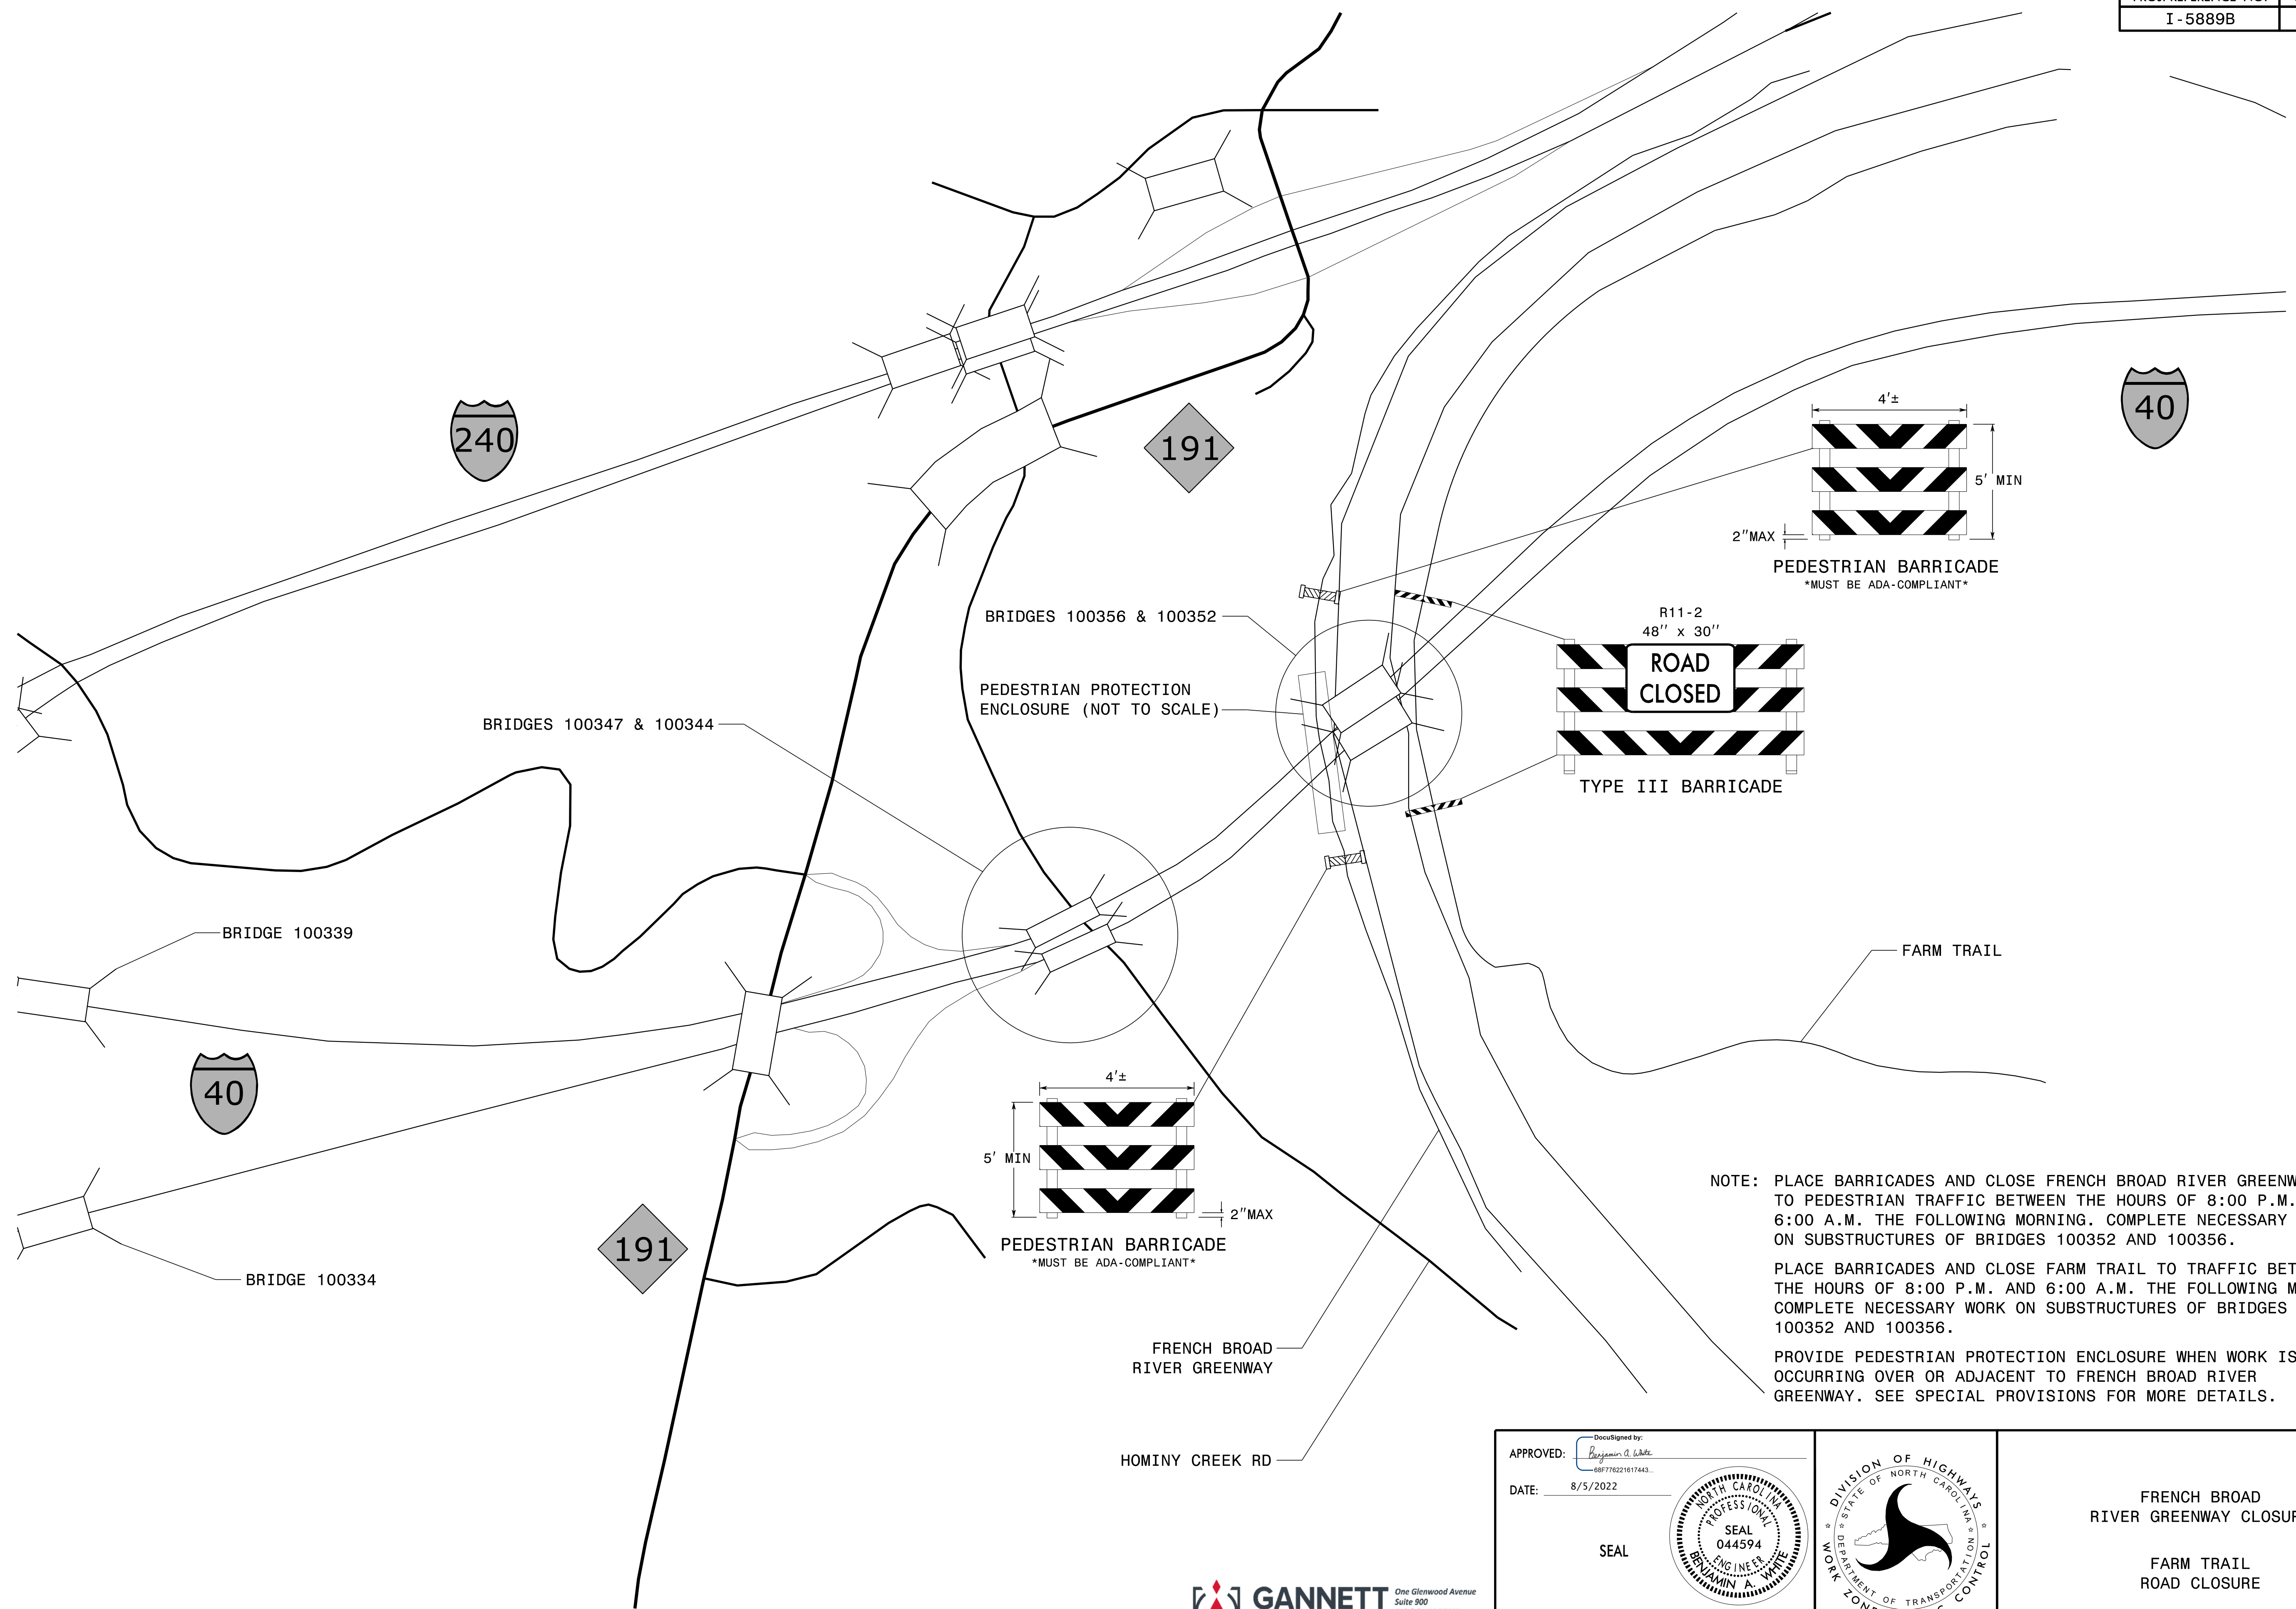 I-5889B
240
191
40
4'±
5' MIN
2"MAX
PEDESTRIAN BARRICADE
*MUST BE ADA-COMPLIANT*
BRIDGES 100356 & 100352
R11-2
48" x 30"
ROAD
CLOSED
TYPE III BARRICADE
PEDESTRIAN PROTECTION
ENCLOSURE (NOT TO SCALE)
BRIDGES 100347 & 100344
BRIDGE 100339
FARM TRAIL
40
4'±
5' MIN
2"MAX
PEDESTRIAN BARRICADE
*MUST BE ADA-COMPLIANT*
191
BRIDGE 100334
FRENCH BROAD
RIVER GREENWAY
HOMINY CREEK RD
NOTE: PLACE BARRICADES AND CLOSE FRENCH BROAD RIVER
TO PEDESTRIAN TRAFFIC BETWEEN THE HOURS OF 8:00 P.M.
6:00 A.M. THE FOLLOWING MORNING. COMPLETE NECESSARY
ON SUBSTRUCTURES OF BRIDGES 100352 AND 100356.
PLACE BARRICADES AND CLOSE FARM TRAIL TO TRAFFIC
THE HOURS OF 8:00 P.M. AND 6:00 A.M. THE FOLLOWING
COMPLETE NECESSARY WORK ON SUBSTRUCTURES OF BRIDGES
100352 AND 100356.
PROVIDE PEDESTRIAN PROTECTION ENCLOSURE WHEN WORK IS
OCCURRING OVER OR ADJACENT TO FRENCH BROAD RIVER
GREENWAY. SEE SPECIAL PROVISIONS FOR MORE DETAILS.
APPROVED:
DocuSigned by:
Benjamin A. White
68F776221617443...
DATE: 8/5/2022
SEAL
NORTH CAROLINA
PROFESSIONAL
SEAL
044594
ENGINEER
BENJAMIN A. WHITE
DIVISION OF HIGHWAYS
STATE OF NORTH CAROLINA
DEPARTMENT OF TRANSPORTATION
WORK CONTROL
FRENCH BROAD
RIVER GREENWAY
FARM TRAIL
ROAD CLOSURE
GANNETT
One Glenwood Avenue
Suite 900